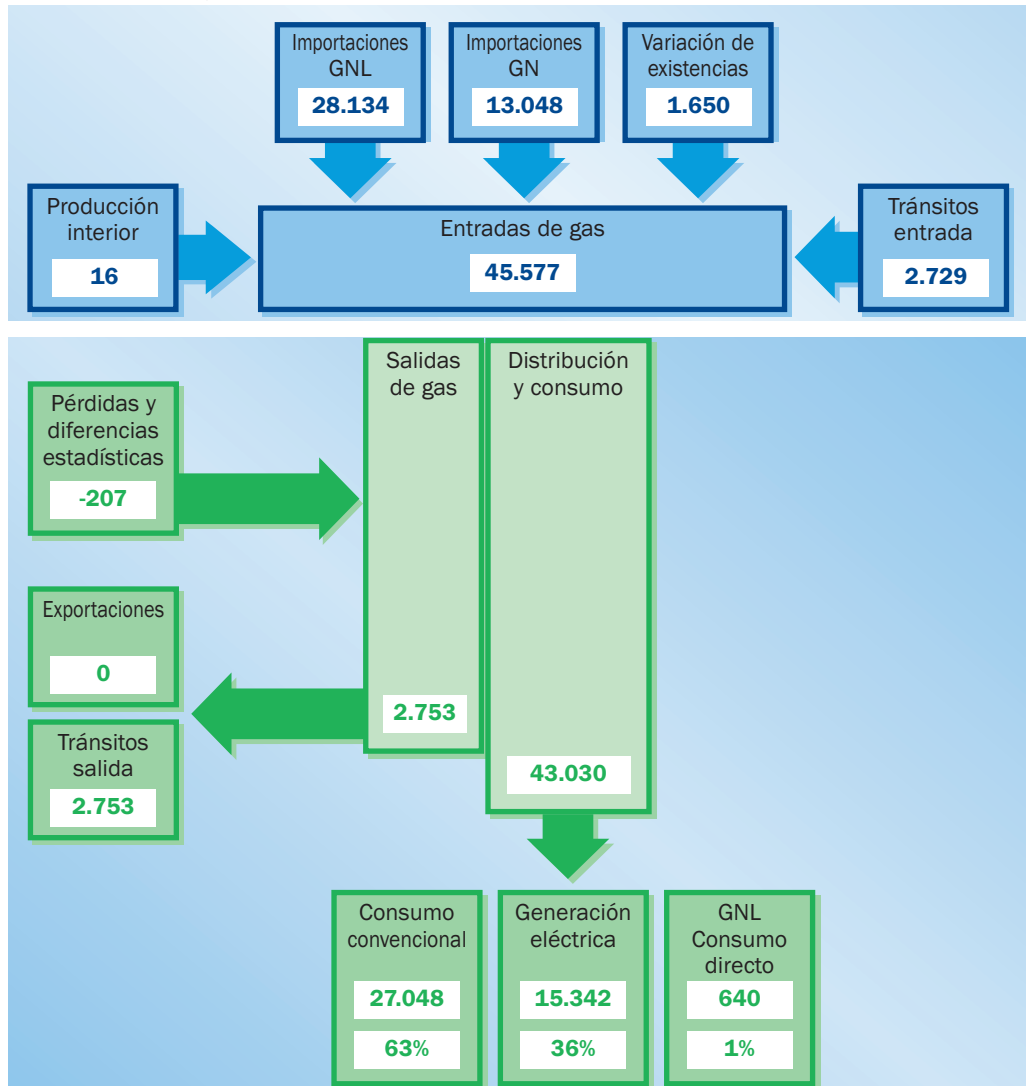 Importaciones
GNL
28.134
Importaciones
GN
13.048
Variación de
existencias
1.650
Producción
interior
16
Entradas de gas
45.577
Tránsitos
entrada
2.729
Salidas
de gas
2.753
Distribución
y consumo
43.030
Pérdidas y
diferencias
estadísticas
-207
Exportaciones
0
Tránsitos
salida
2.753
Consumo
convencional
27.048
63%
Generación
eléctrica
15.342
36%
GNL
Consumo
directo
640
1%